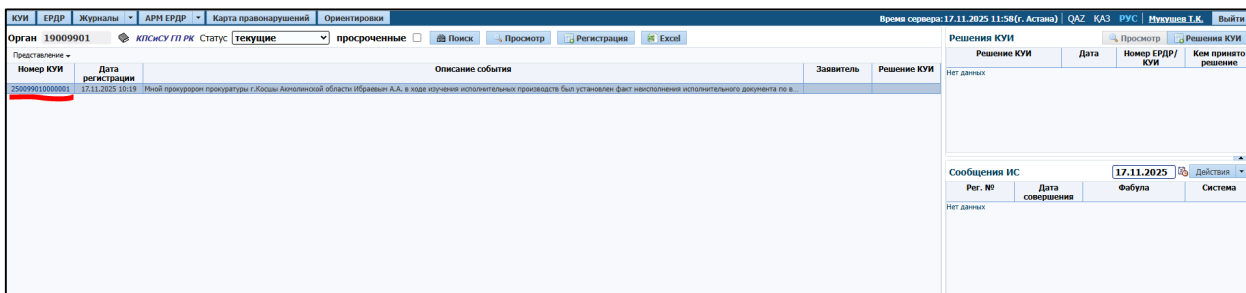 КУИ ЕРДР Журналы АРМ ЕРДР Карта правонарушений Ориентировки Время сервера:17.11.2025 11:58(г. Астана) QAZ ҚАЗ РУС Мукушев Т.К. Выйти
Орган 19009901 КПСиСУ ГП РК Статус текущие просроченные Поиск Просмотр Регистрация Excel
Представление
Номер КУИ Дата регистрации Описание события Заявитель Решение КУИ
250099010000001 17.11.2025 10:19 Мной прокурором прокуратуры г.Косшы Акмолинской области Ибраевым А.А. в ходе изучения исполнительных производств был установлен факт неисполнения исполнительного документа по в...
Решения КУИ Просмотр Решения КУИ
Решение КУИ Дата Номер ЕРДР/КУИ Кем принято решение
Нет данных
Сообщения ИС 17.11.2025 Действия
Рег. № Дата совершения Фабула Система
Нет данных